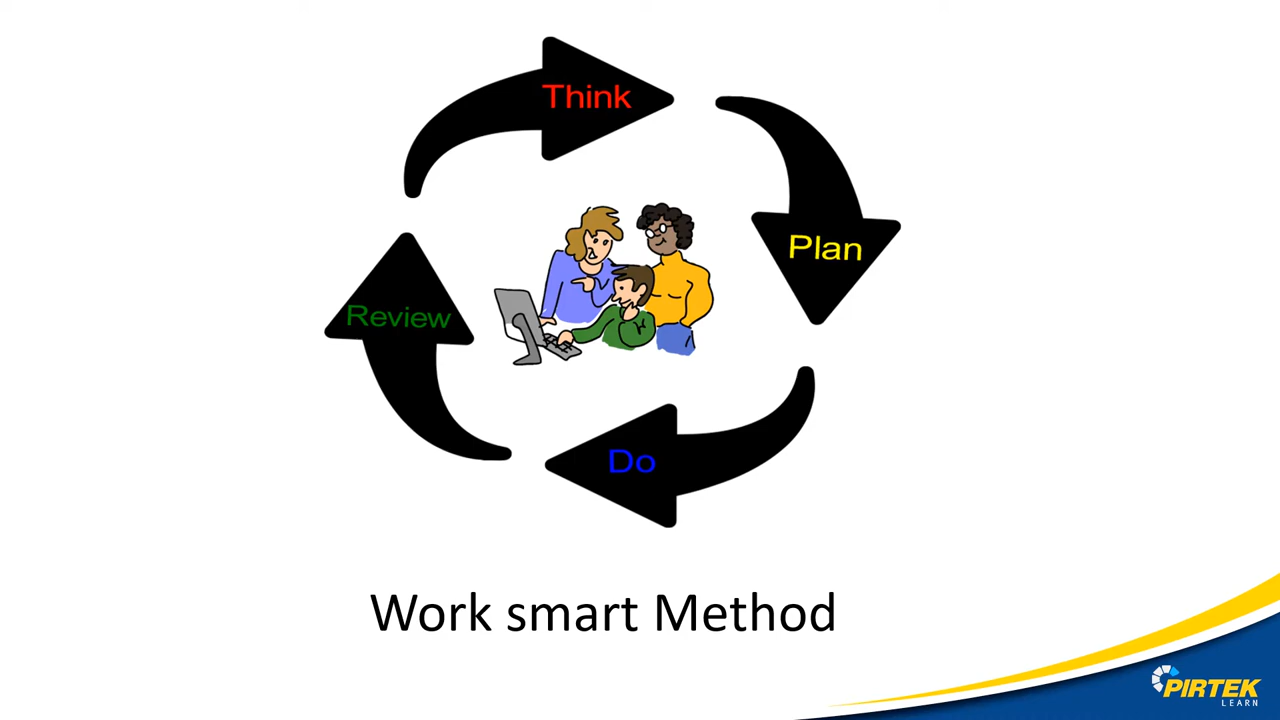 Think
Plan
Review
Do
Work smart Method
PIRTEK
LEARN